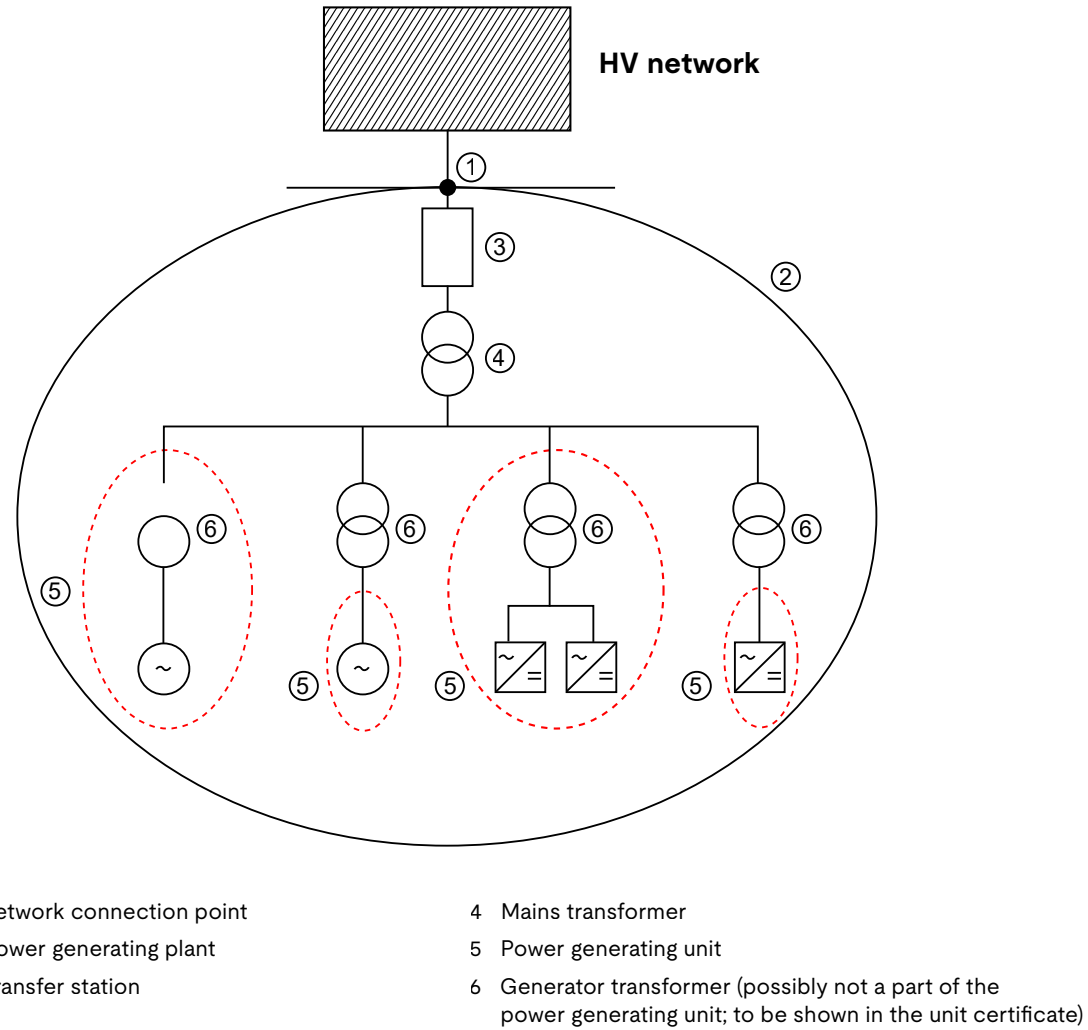 HV network
1
3
2
4
6
6
6
6
5
5
5
5
etwork connection point
ower generating plant
ransfer station
4 Mains transformer
5 Power generating unit
6 Generator transformer (possibly not a part of the
power generating unit; to be shown in the unit certificate)